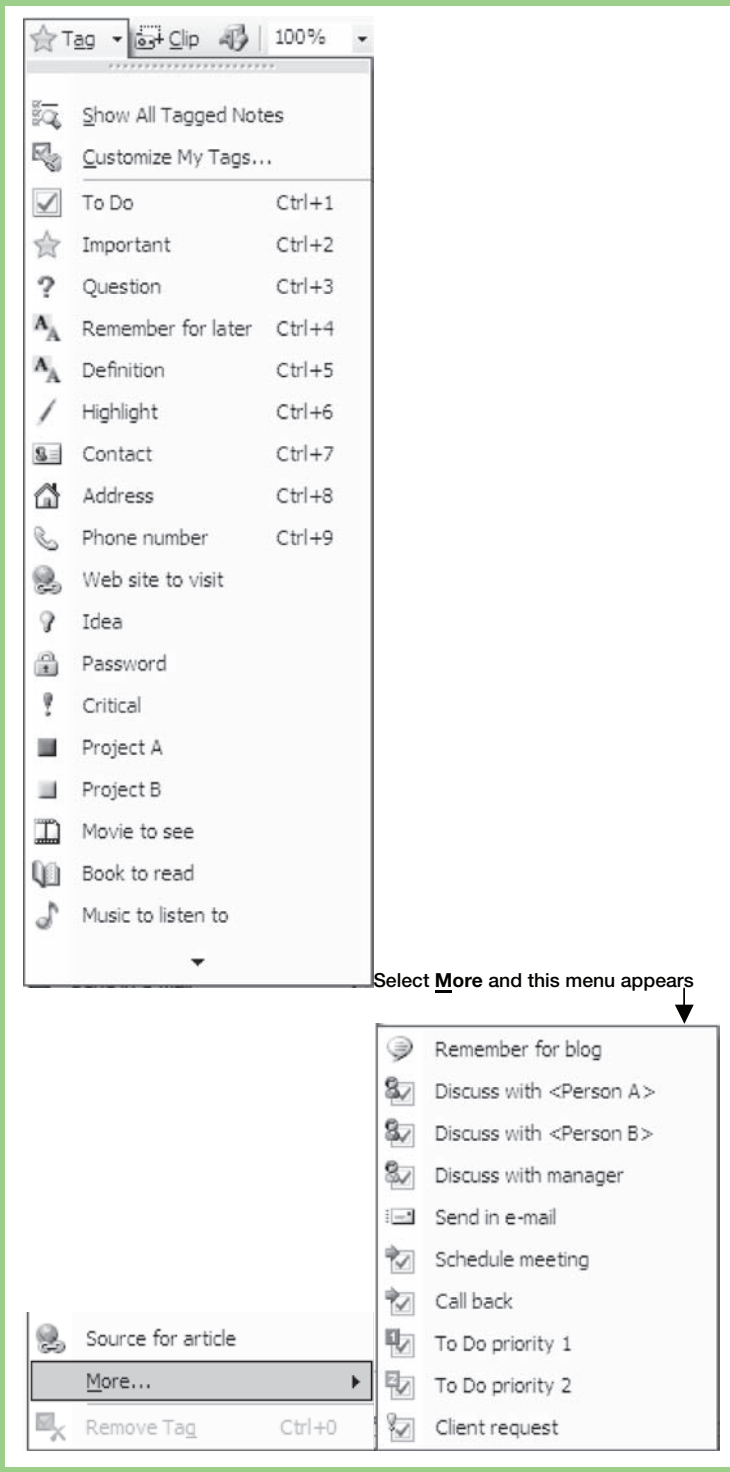 Tag Clip 100%
Show All Tagged Notes
Customize My Tags...
To Do Ctrl+1
Important Ctrl+2
Question Ctrl+3
Remember for later Ctrl+4
Definition Ctrl+5
Highlight Ctrl+6
Contact Ctrl+7
Address Ctrl+8
Phone number Ctrl+9
Web site to visit
Idea
Password
Critical
Project A
Project B
Movie to see
Book to read
Music to listen to
Select More and this menu appears
Remember for blog
Discuss with <Person A>
Discuss with <Person B>
Discuss with manager
Send in e-mail
Schedule meeting
Call back
To Do priority 1
To Do priority 2
Client request
Source for article
More...
Remove Tag Ctrl+0